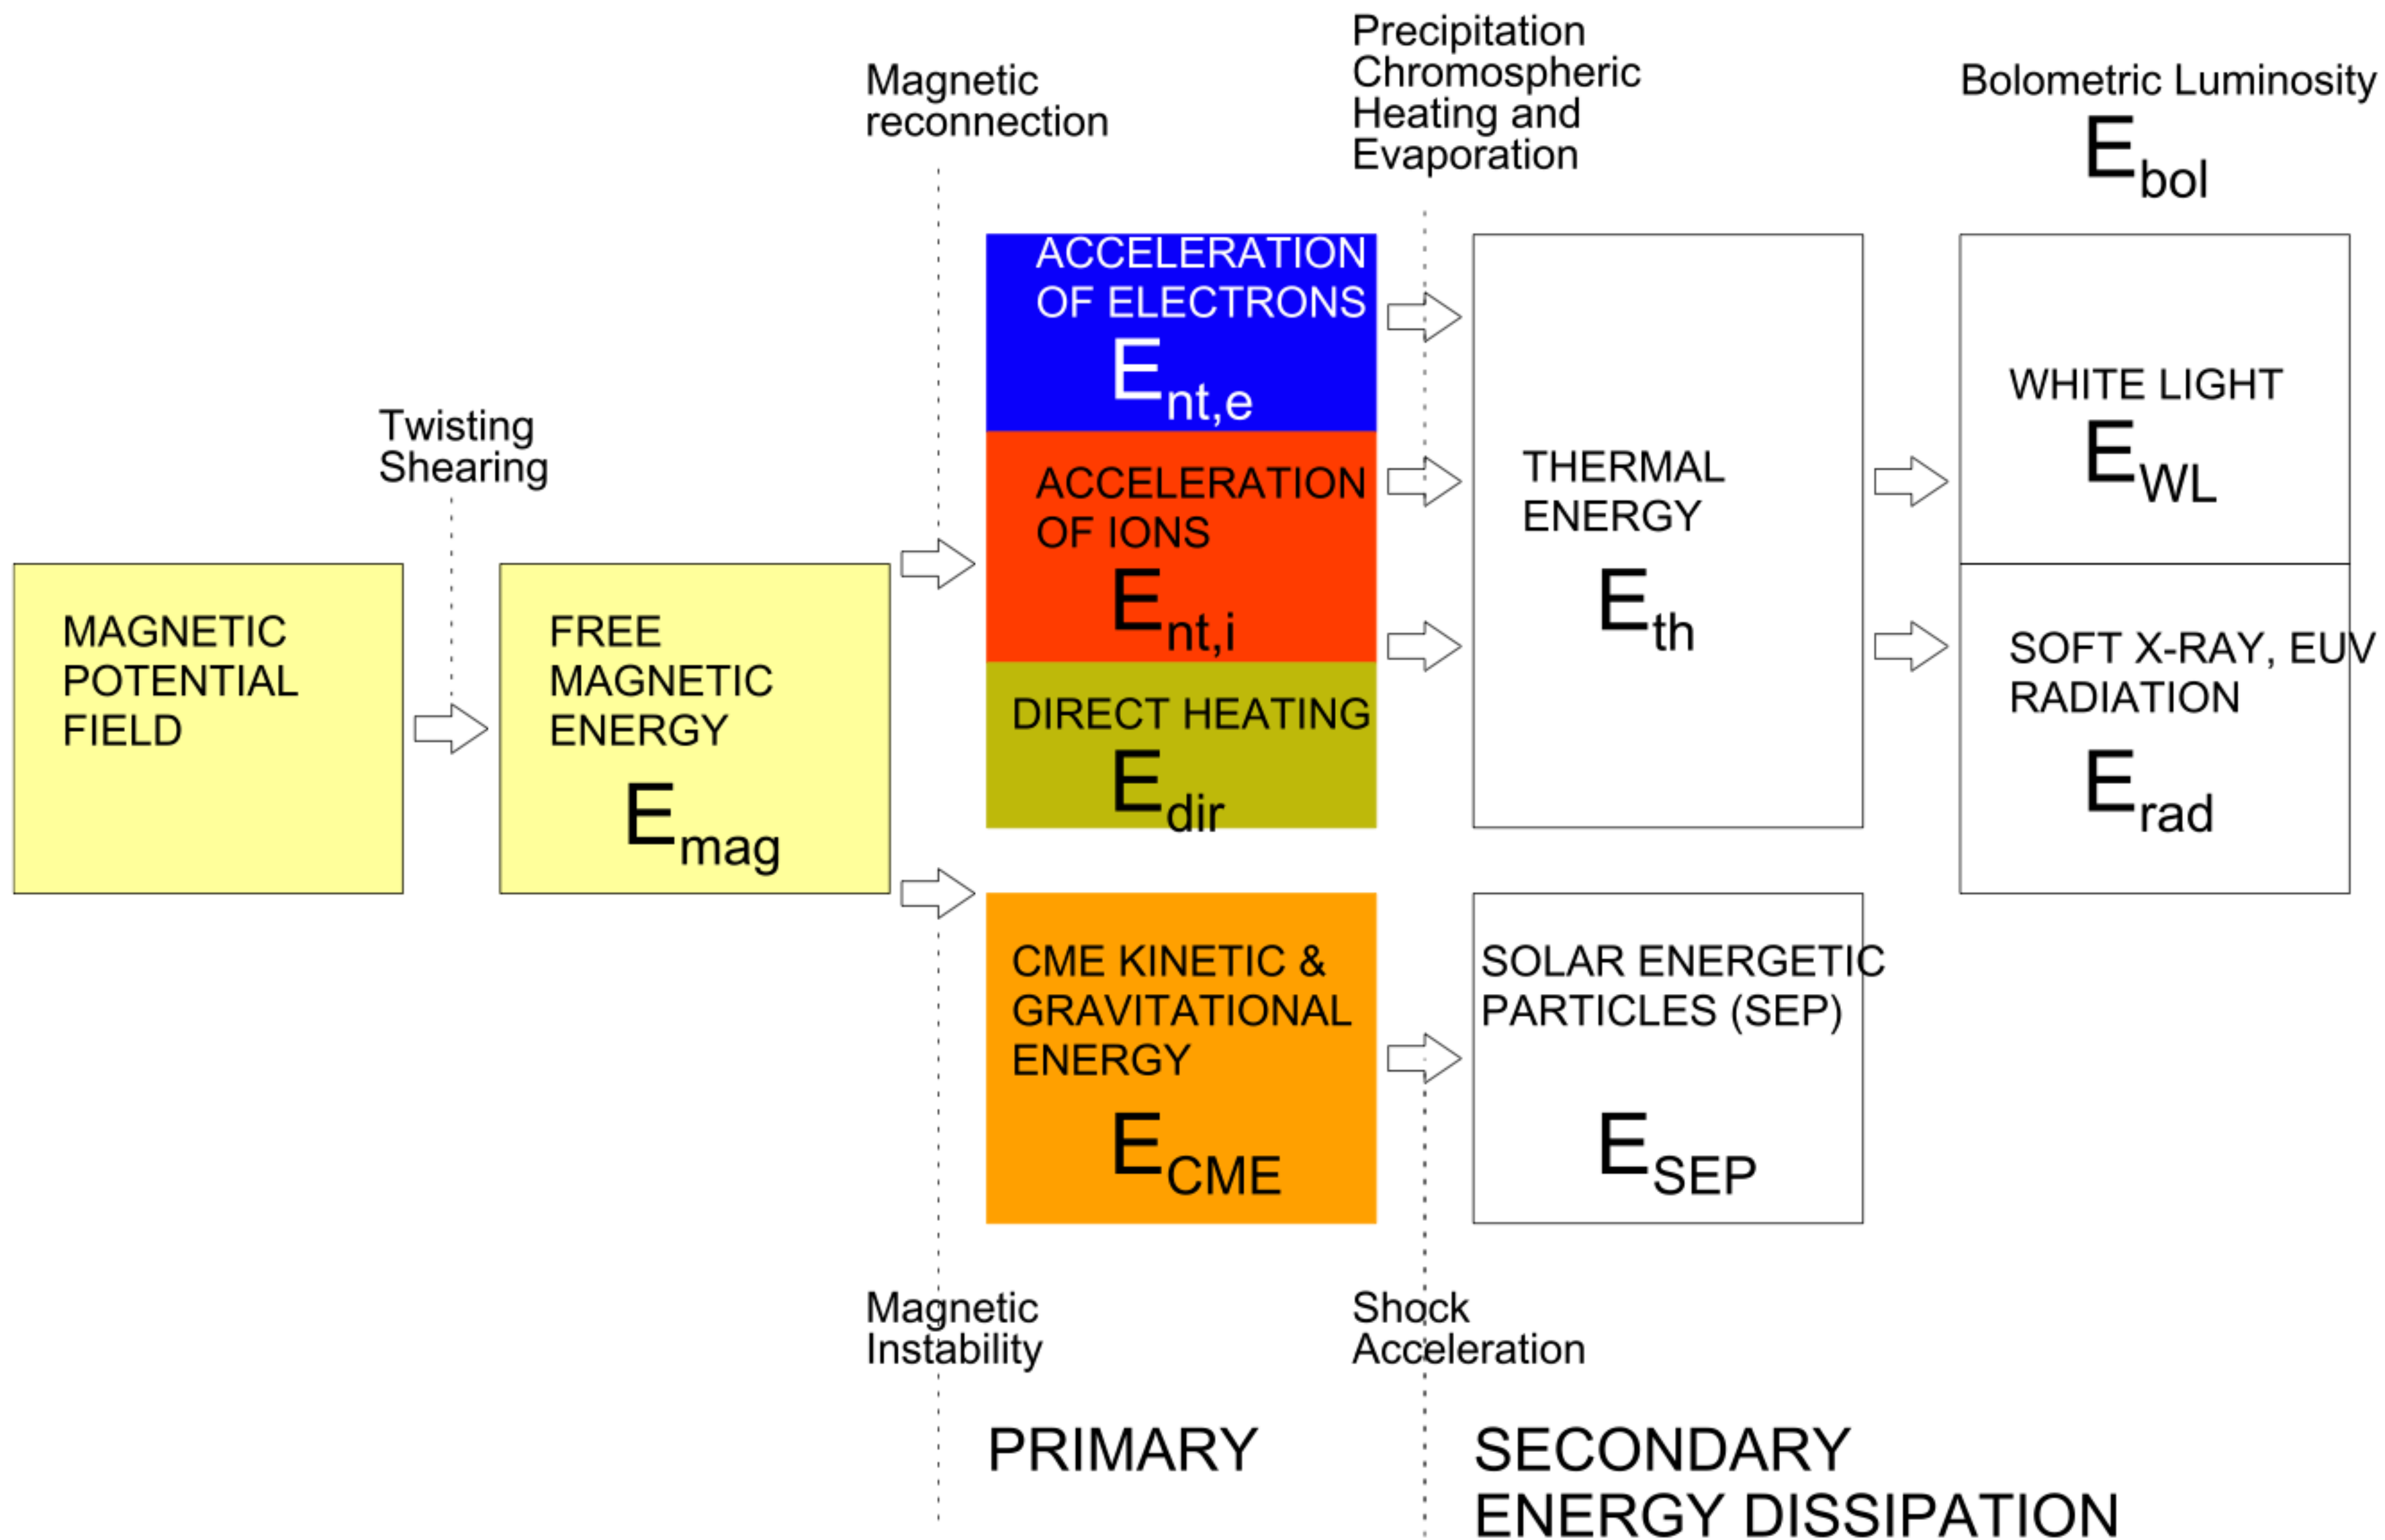 Magnetic
reconnection
Precipitation
Chromospheric
Heating and
Evaporation
Bolometric Luminosity
E_bol
Twisting
Shearing
MAGNETIC
POTENTIAL
FIELD
FREE
MAGNETIC
ENERGY
E_mag
ACCELERATION
OF ELECTRONS
E_nt,e
ACCELERATION
OF IONS
E_nt,i
DIRECT HEATING
E_dir
THERMAL
ENERGY
E_th
WHITE LIGHT
E_WL
SOFT X-RAY, EUV
RADIATION
E_rad
CME KINETIC &
GRAVITATIONAL
ENERGY
E_CME
SOLAR ENERGETIC
PARTICLES (SEP)
E_SEP
Magnetic
Instability
Shock
Acceleration
PRIMARY
SECONDARY
ENERGY DISSIPATION